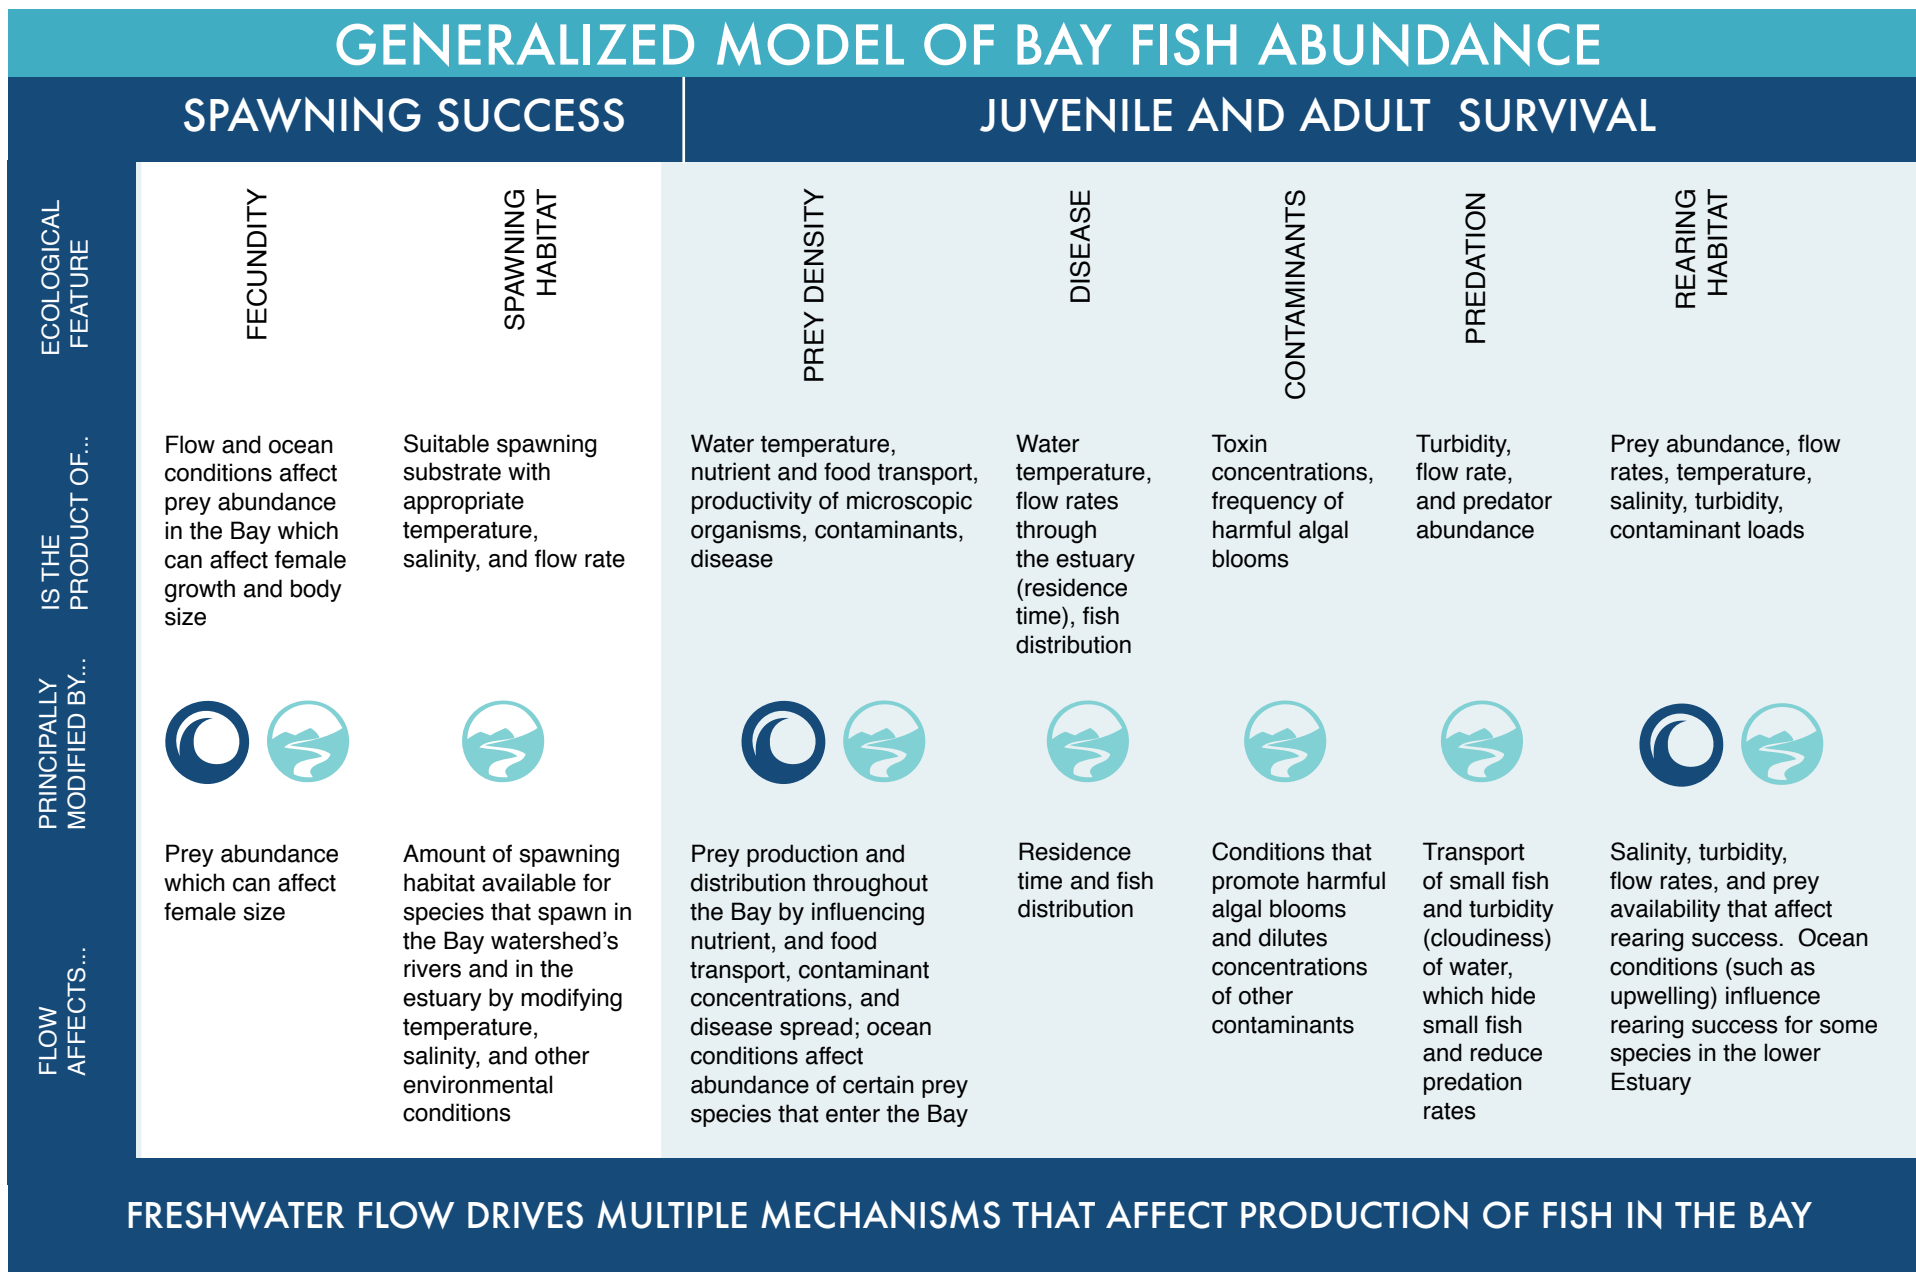 GENERALIZED MODEL OF BAY FISH ABUNDANCE
SPAWNING SUCCESS
JUVENILE AND ADULT SURVIVAL
ECOLOGICAL
FEATURE
FECUNDITY
SPAWNING
HABITAT
PREY DENSITY
DISEASE
CONTAMINANTS
PREDATION
REARING
HABITAT
IS THE
PRODUCT OF...
Flow and ocean
conditions affect
prey abundance
in the Bay which
can affect female
growth and body
size
Suitable spawning
substrate with
appropriate
temperature,
salinity, and flow rate
Water temperature,
nutrient and food transport,
productivity of microscopic
organisms, contaminants,
disease
Water
temperature,
flow rates
through
the estuary
(residence
time), fish
distribution
Toxin
concentrations,
frequency of
harmful algal
blooms
Turbidity,
flow rate,
and predator
abundance
Prey abundance, flow
rates, temperature,
salinity, turbidity,
contaminant loads
PRINCIPALLY
MODIFIED BY...
FLOW
AFFECTS...
Prey abundance
which can affect
female size
Amount of spawning
habitat available for
species that spawn in
the Bay watershed's
rivers and in the
estuary by modifying
temperature,
salinity, and other
environmental
conditions
Prey production and
distribution throughout
the Bay by influencing
nutrient, and food
transport, contaminant
concentrations, and
disease spread; ocean
conditions affect
abundance of certain prey
species that enter the Bay
Residence
time and fish
distribution
Conditions that
promote harmful
algal blooms
and dilutes
concentrations
of other
contaminants
Transport
of small fish
and turbidity
(cloudiness)
of water,
which hide
small fish
and reduce
predation
rates
Salinity, turbidity,
flow rates, and prey
availability that affect
rearing success.  Ocean
conditions (such as
upwelling) influence
rearing success for some
species in the lower
Estuary
FRESHWATER FLOW DRIVES MULTIPLE MECHANISMS THAT AFFECT PRODUCTION OF FISH IN THE BAY